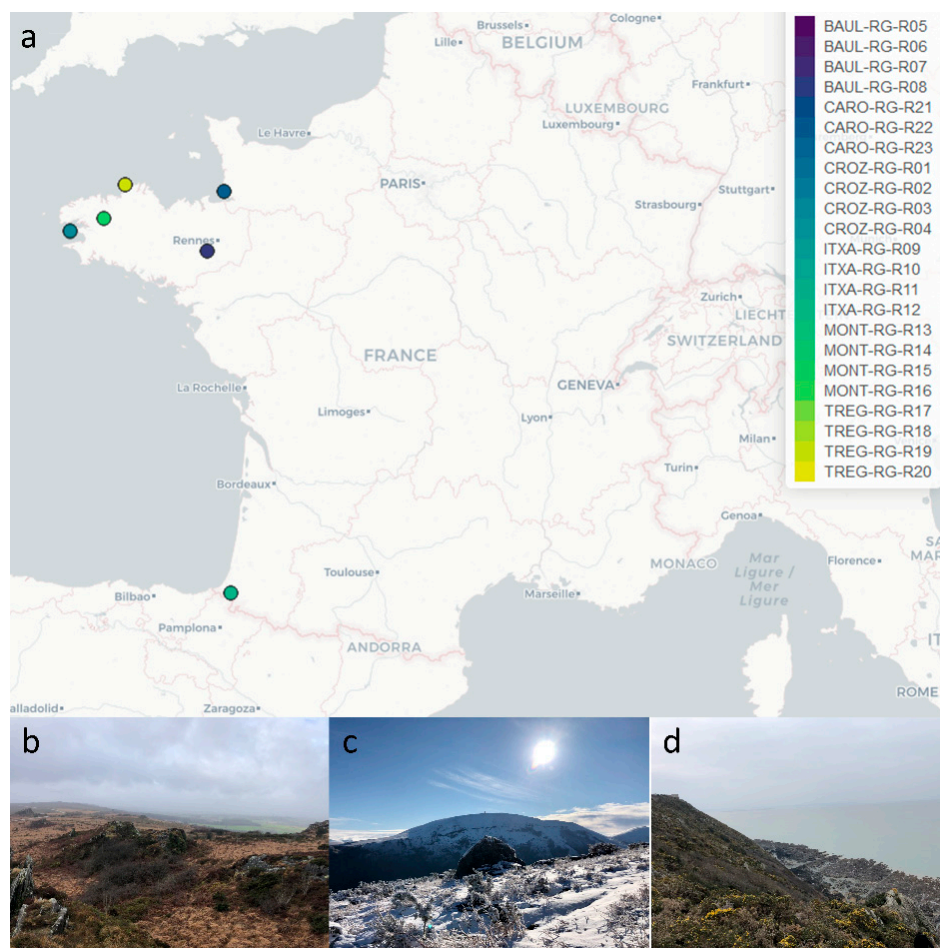 a
Brussels
Cologne
Lille
BELGIUM
Frankfurt
LUXEMBOURG
Luxembourg
Le Havre
PARIS
Stuttgart
Strasbourg
Rennes
Zurich
LIECHT
SWITZERLAND
FRANCE
GENEVA
La Rochelle
Limoges
Lyon
Milan
Turin
Bordeaux
Genoa
MONACO
Mar
Ligure /
Mer
Ligure
Florence
SA
MAR
Toulouse
Marseille
Bilbao
Pamplona
ANDORRA
IT
ROME
alladolid
Zaragoza
BAUL-RG-R05
BAUL-RG-R06
BAUL-RG-R07
BAUL-RG-R08
CARO-RG-R21
CARO-RG-R22
CARO-RG-R23
CROZ-RG-R01
CROZ-RG-R02
CROZ-RG-R03
CROZ-RG-R04
ITXA-RG-R09
ITXA-RG-R10
ITXA-RG-R11
ITXA-RG-R12
MONT-RG-R13
MONT-RG-R14
MONT-RG-R15
MONT-RG-R16
TREG-RG-R17
TREG-RG-R18
TREG-RG-R19
TREG-RG-R20
b
c
d